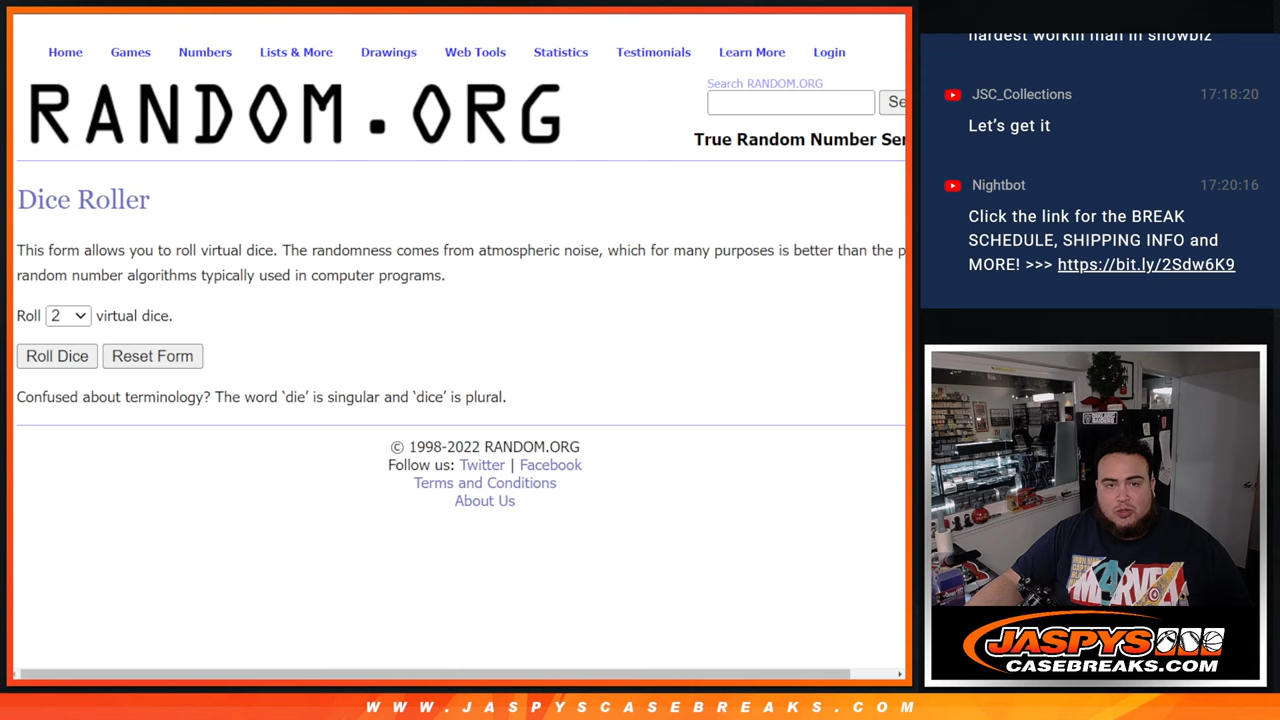 Home Games Numbers Lists & More Drawings Web Tools Statistics Testimonials Learn More Login
RANDOM.ORG
Search RANDOM.ORG
Se
True Random Number Ser
Dice Roller
This form allows you to roll virtual dice. The randomness comes from atmospheric noise, which for many purposes is better than the p
random number algorithms typically used in computer programs.
Roll 2 virtual dice.
Roll Dice Reset Form
Confused about terminology? The word ‘die’ is singular and ‘dice’ is plural.
© 1998-2022 RANDOM.ORG
Follow us: Twitter | Facebook
Terms and Conditions
About Us
hardest workin man in showbiz
JSC_Collections 17:18:20
Let’s get it
Nightbot 17:20:16
Click the link for the BREAK
SCHEDULE, SHIPPING INFO and
MORE! >>> https://bit.ly/2Sdw6K9
MARVEL
JASPYS
CASEBREAKS.COM
WWW.JASPYSCASEBREAKS.COM